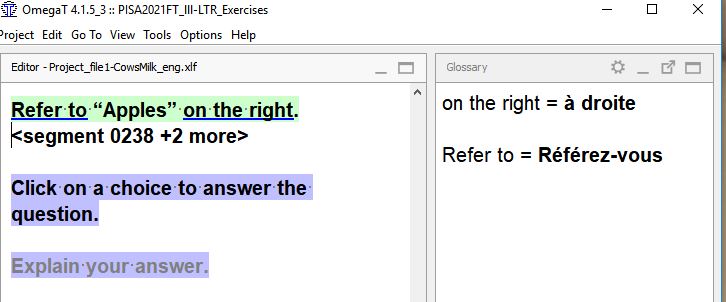 OmegaT 4.1.5_3 :: PISA2021FT_III-LTR_Exercises
Project Edit Go To View Tools Options Help
Editor - Project_file1-CowsMilk_eng.xlf
Refer to “Apples” on the right.
<segment 0238 +2 more>
Click on a choice to answer the
question.
Explain your answer.
Glossary
on the right = à droite
Refer to = Référez-vous